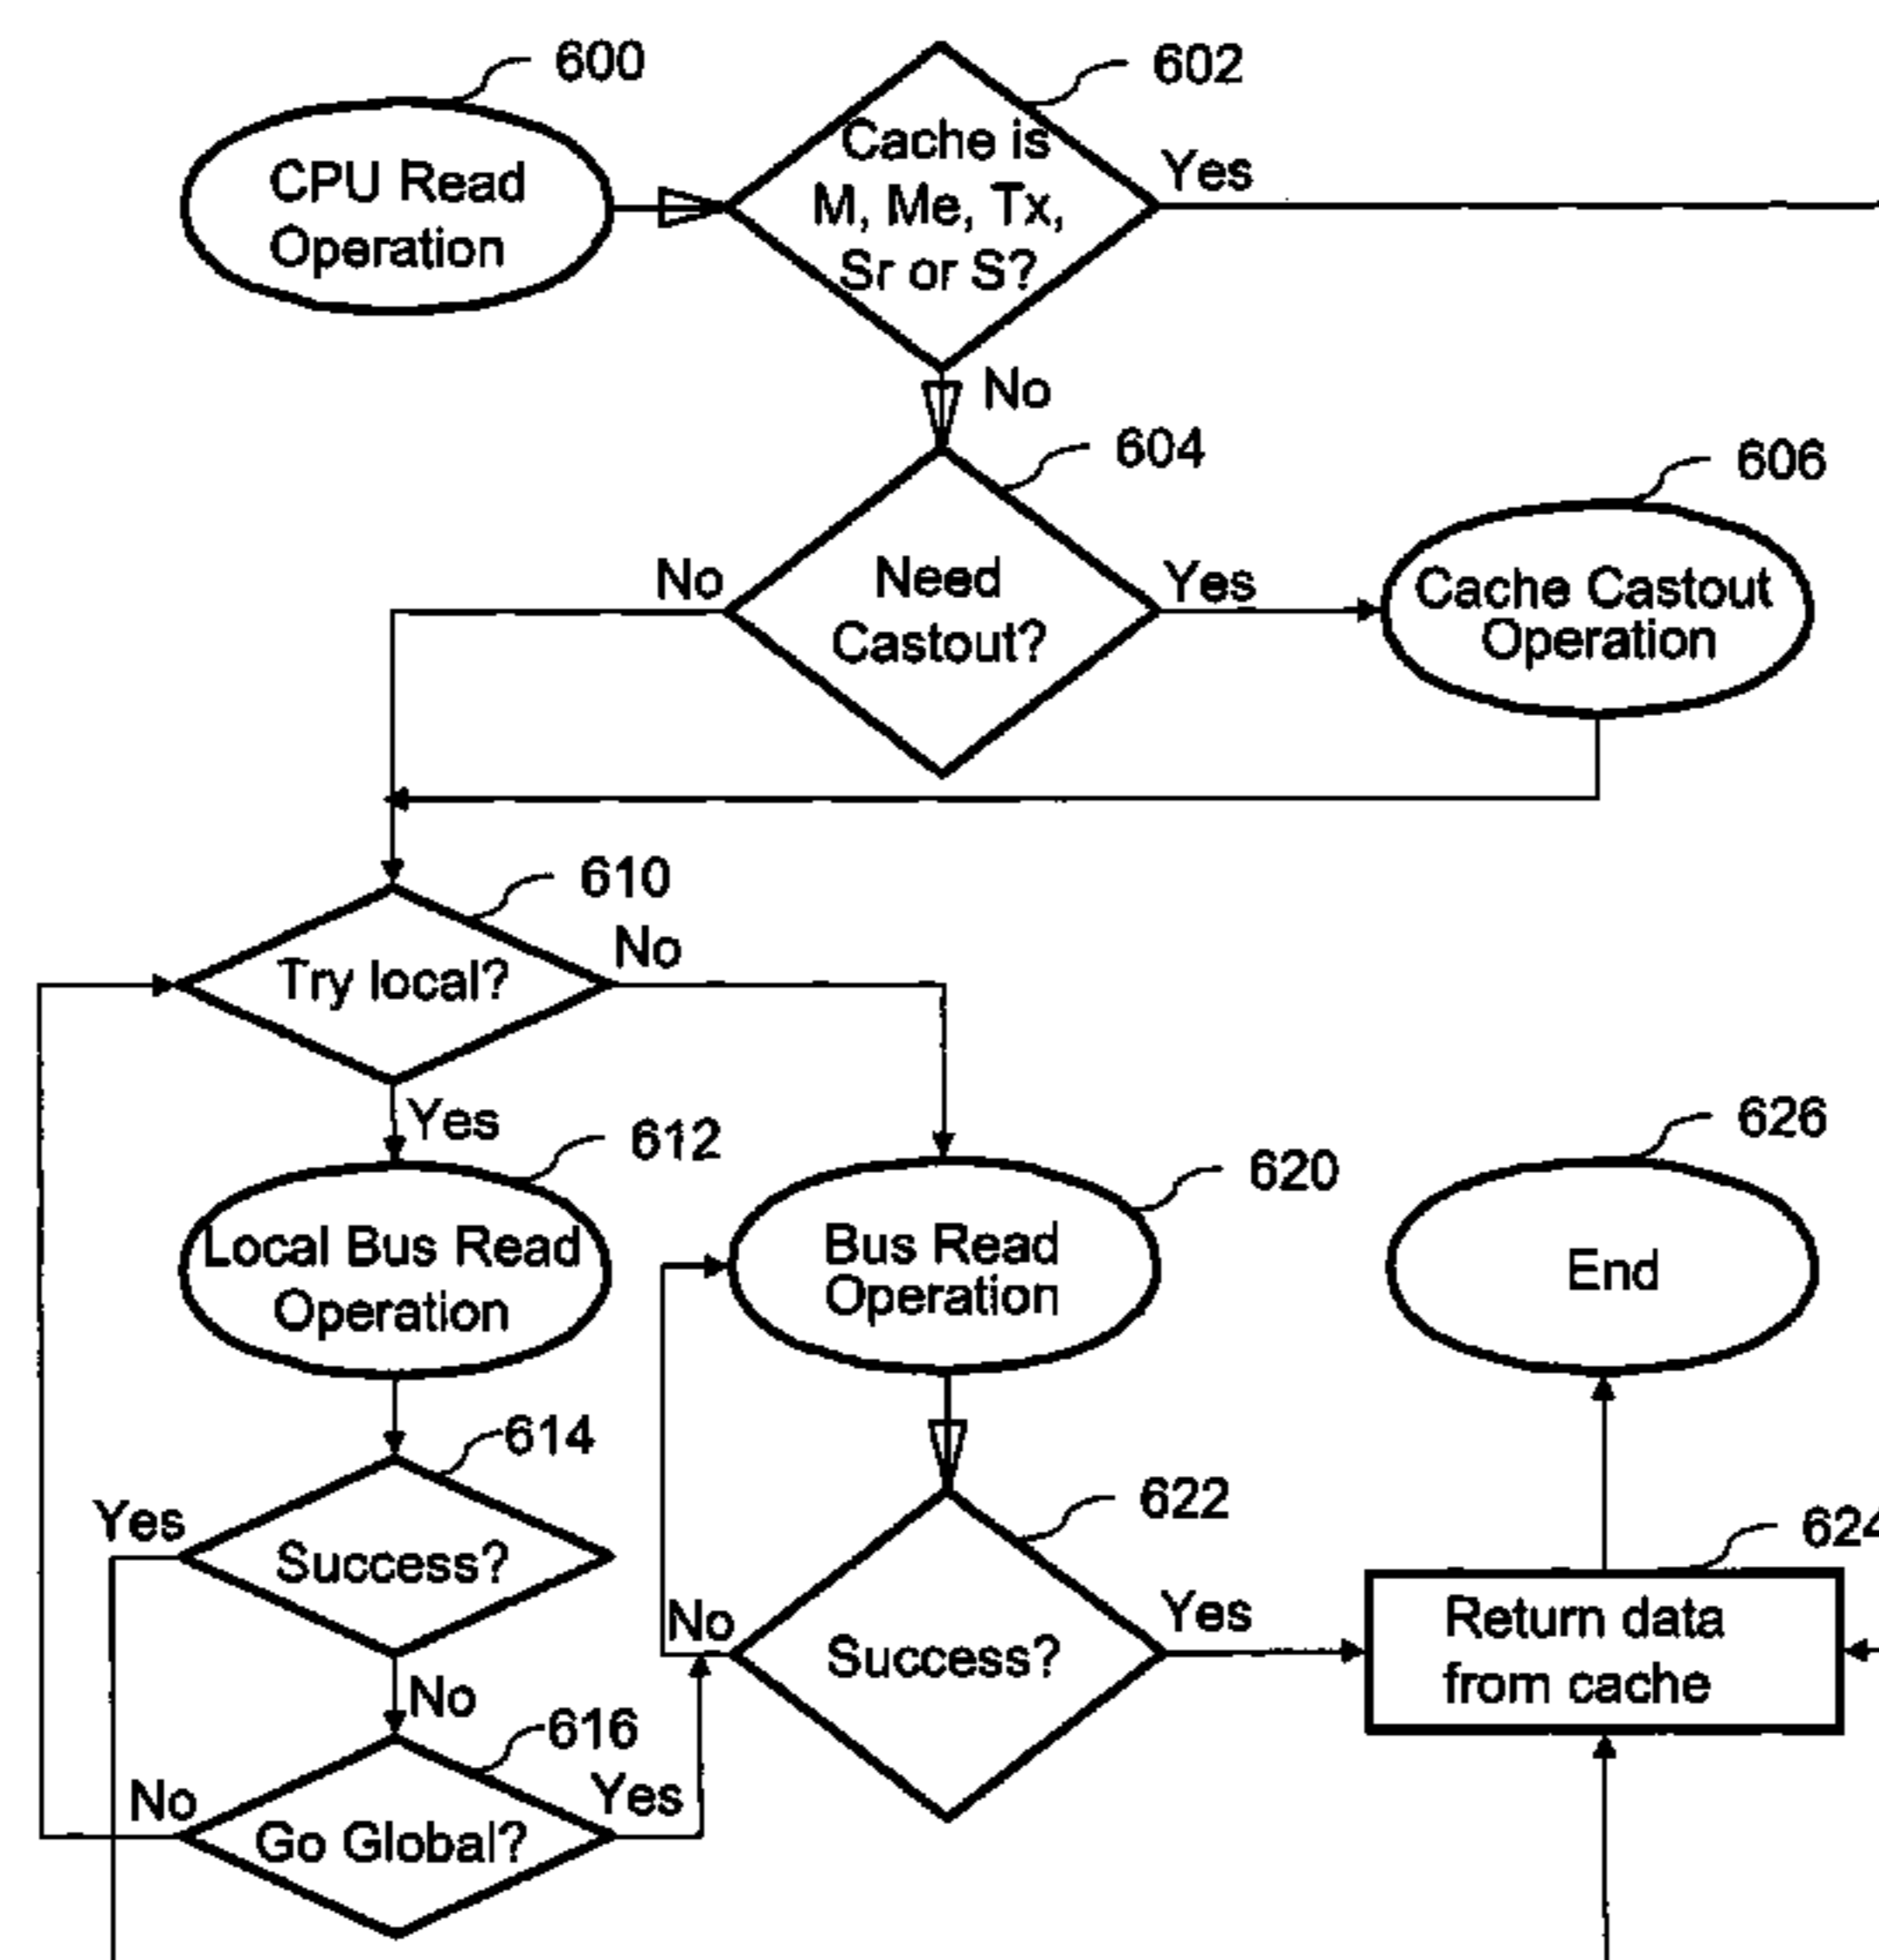 600
CPU Read
Operation
602
Cache is
M, Me, Tx,
Sr or S?
Yes
No
604
Need
Castout?
No
Yes
606
Cache Castout
Operation
610
Try local?
No
Yes
612
Local Bus Read
Operation
620
Bus Read
Operation
626
End
614
Success?
Yes
No
622
Success?
No
Yes
624
Return data
from cache
616
Go Global?
No
Yes